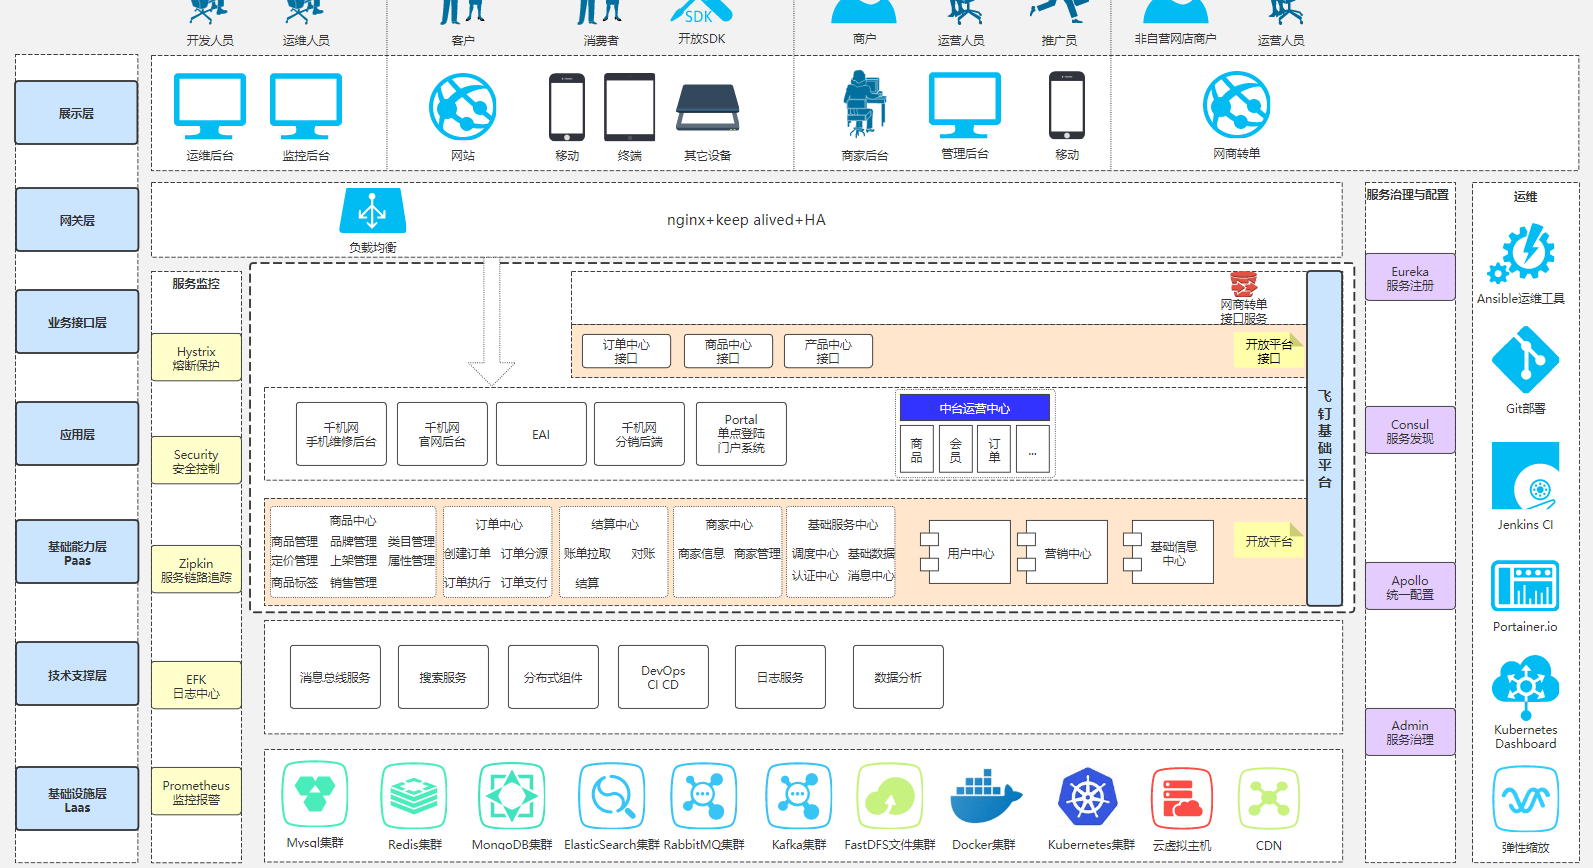 SDK
开发人员
运维人员
客户
消费者
开放SDK
商户
运营人员
推广员
非自营网店商户
运营人员
展示层
运维后台
监控后台
网站
移动
终端
其它设备
商家后台
管理后台
移动
网商转单
网关层
负载均衡
nginx+keep alived+HA
服务治理与配置
运维
业务接口层
服务监控
网商转单
接口服务
Eureka
服务注册
Ansible运维工具
Hystrix
熔断保护
订单中心
接口
商品中心
接口
产品中心
接口
开放平台
接口
飞钉基础平台
Git部署
应用层
千机网
手机维修后台
千机网
官网后台
EAI
千机网
分销后端
Portal
单点登陆
门户系统
中台运营中心
商品
会员
订单
...
Security
安全控制
Consul
服务发现
Jenkins CI
基础能力层
Paas
商品中心
商品管理 品牌管理 类目管理
定价管理 上架管理 属性管理
商品标签 销售管理
订单中心
创建订单 订单分源
订单执行 订单支付
结算中心
账单拉取 对账
结算
商家中心
商家信息 商家管理
基础服务中心
调度中心 基础数据
认证中心 消息中心
用户中心
营销中心
基础信息
中心
开放平台
Zipkin
服务链路追踪
Apollo
统一配置
Portainer.io
技术支撑层
消息总线服务
搜索服务
分布式组件
DevOps
CI CD
日志服务
数据分析
EFK
日志中心
Admin
服务治理
Kubernetes
Dashboard
基础设施层
Laas
Prometheus
监控报警
Mysql集群
Redis集群
MongoDB集群
ElasticSearch集群
RabbitMQ集群
Kafka集群
FastDFS文件集群
Docker集群
Kubernetes集群
云虚拟主机
CDN
弹性缩放